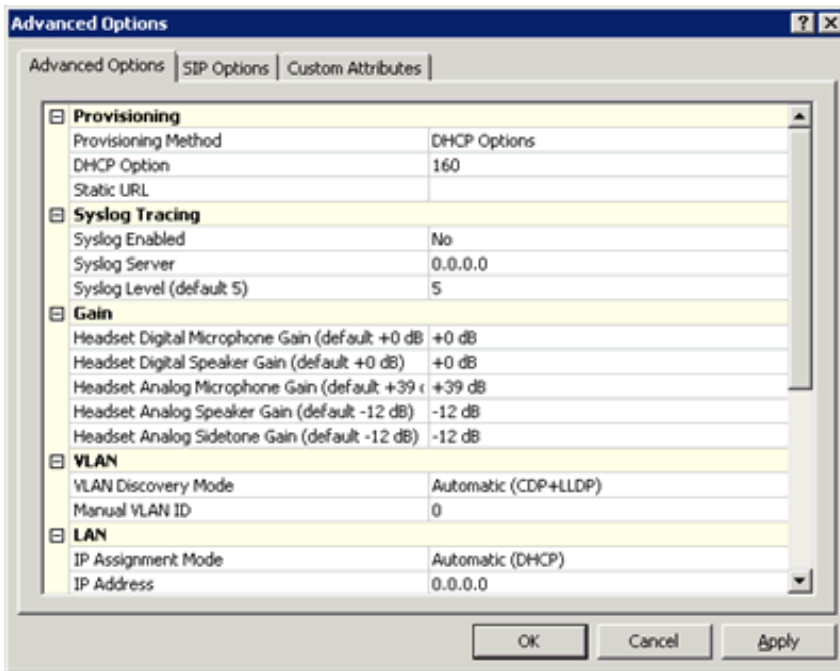 Advanced Options
Advanced Options SIP Options Custom Attributes
Provisioning
Provisioning Method DHCP Options
DHCP Option 160
Static URL
Syslog Tracing
Syslog Enabled No
Syslog Server 0.0.0.0
Syslog Level (default 5) 5
Gain
Headset Digital Microphone Gain (default +0 dB +0 dB
Headset Digital Speaker Gain (default +0 dB) +0 dB
Headset Analog Microphone Gain (default +39 +39 dB
Headset Analog Speaker Gain (default -12 dB) -12 dB
Headset Analog Sidetone Gain (default -12 dB) -12 dB
VLAN
VLAN Discovery Mode Automatic (CDP+LLDP)
Manual VLAN ID 0
LAN
IP Assignment Mode Automatic (DHCP)
IP Address 0.0.0.0
OK Cancel Apply